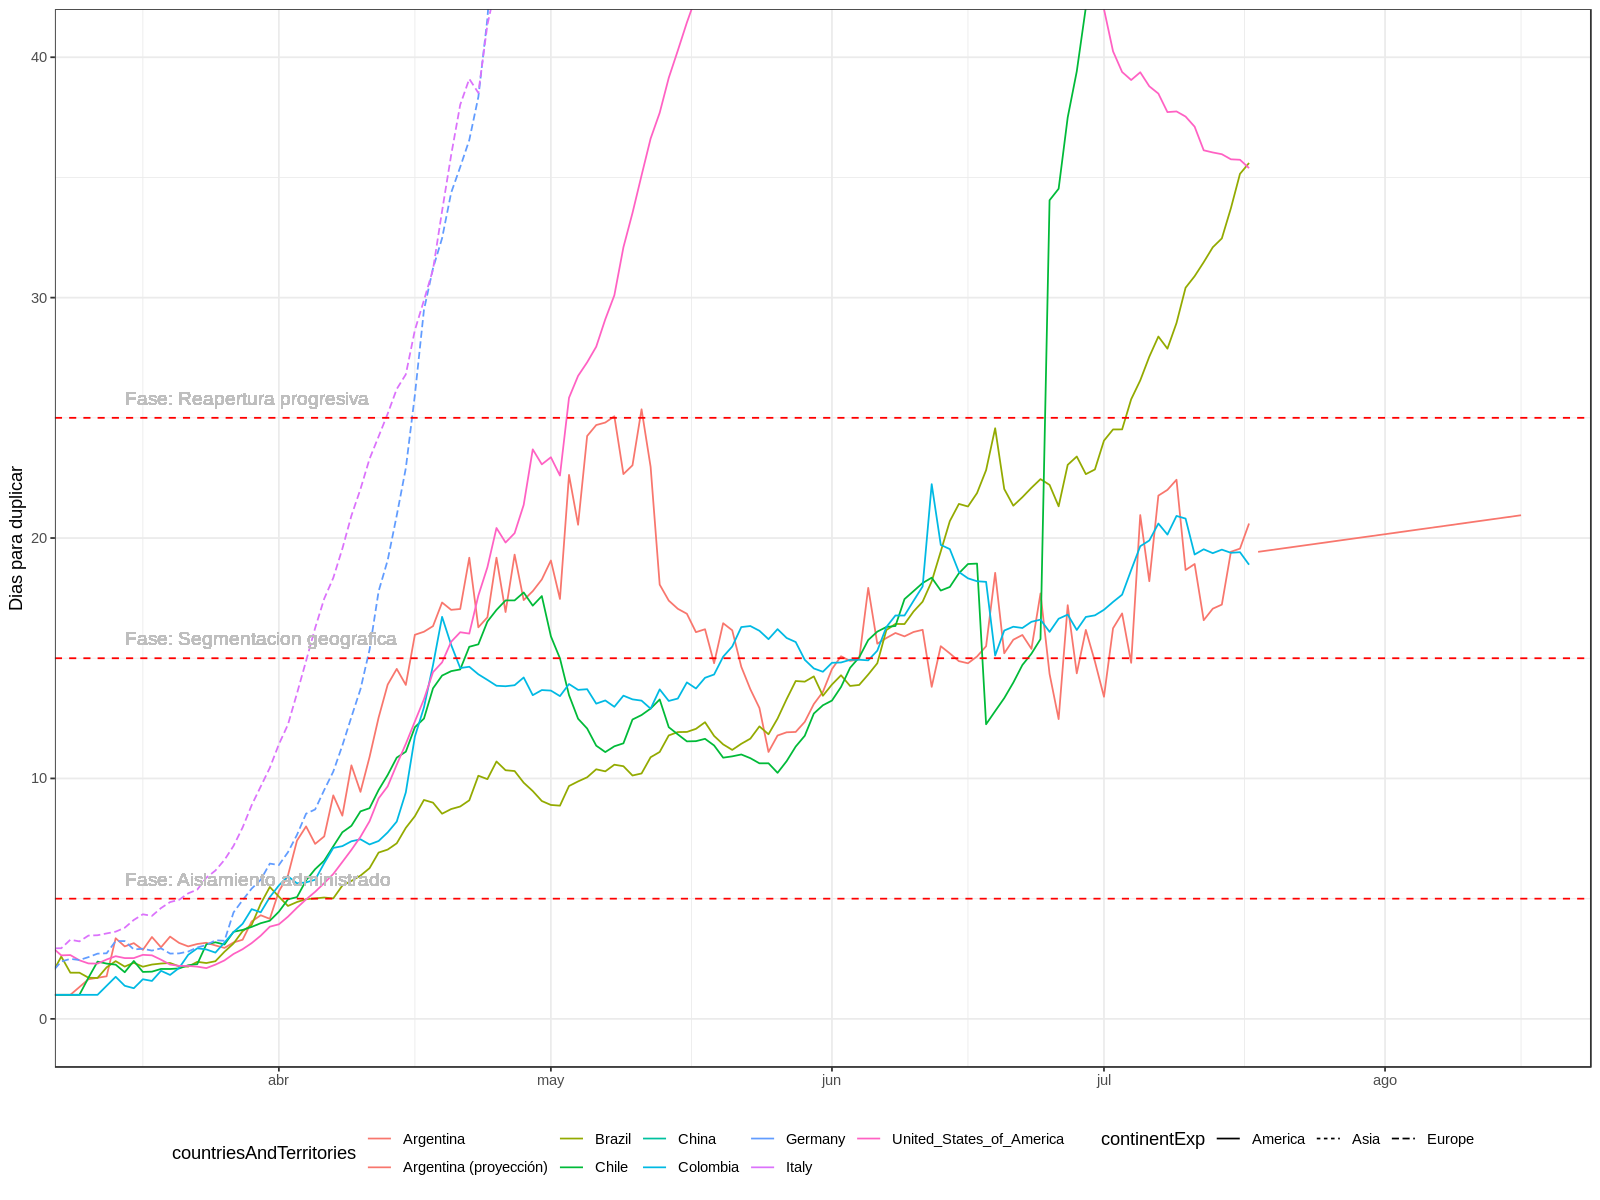 40
30
20
10
0
Dias para duplicar
Fase: Reapertura progresiva
Fase: Segmentacion geografica
Fase: Aislamiento administrado
abr may jun jul ago
countriesAndTerritories
Argentina Brazil China Germany United_States_of_America
Argentina (proyección) Chile Colombia Italy
continentExp America Asia Europe